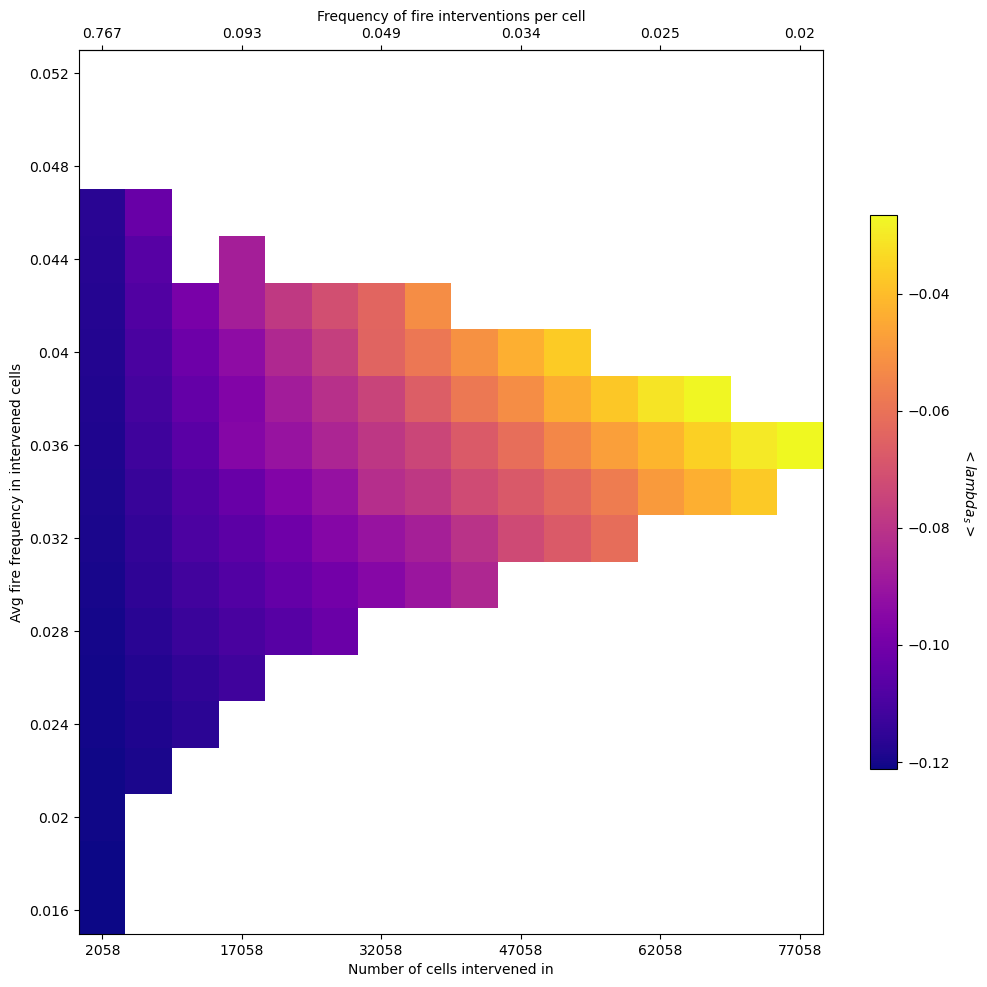 Frequency of fire interventions per cell
0.767 0.093 0.049 0.034 0.025 0.02
Avg fire frequency in intervened cells
0.052
0.048
0.044
0.04
0.036
0.032
0.028
0.024
0.02
0.016
2058 17058 32058 47058 62058 77058
Number of cells intervened in
−0.04
−0.06
−0.08
−0.10
−0.12
< lambda_s >